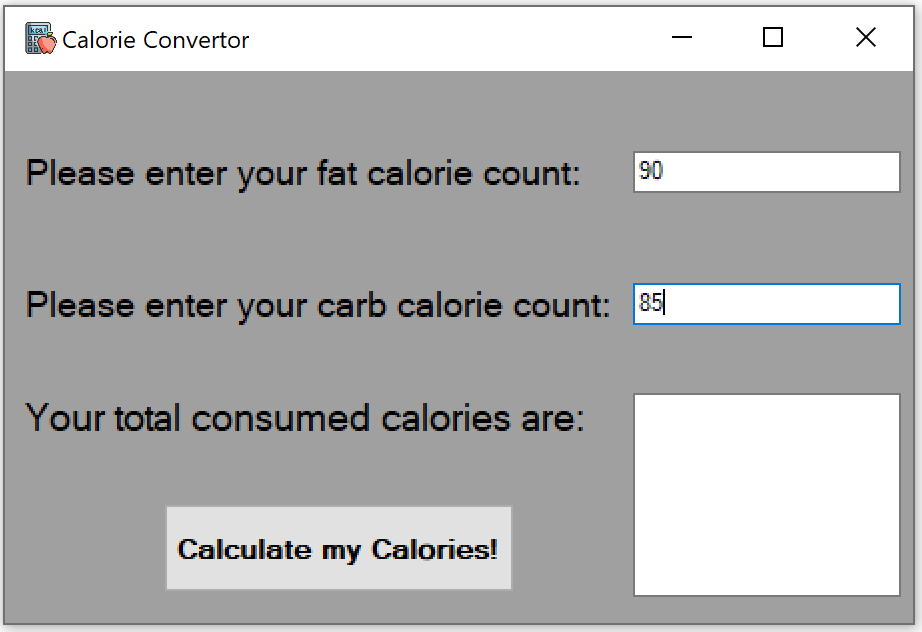 kcal
Calorie Convertor
Please enter your fat calorie count:
90
Please enter your carb calorie count:
85
Your total consumed calories are:
Calculate my Calories!